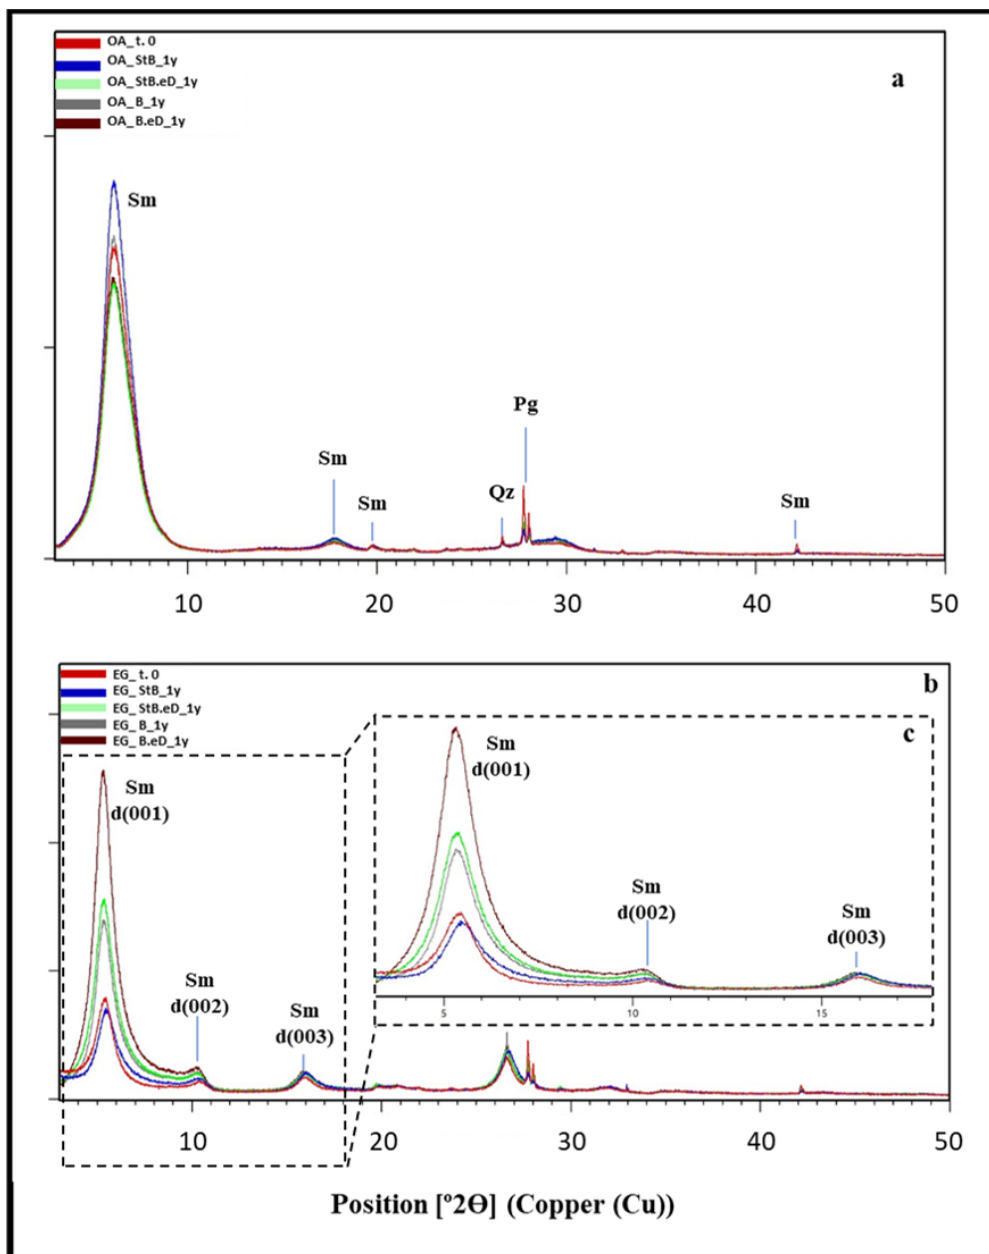 OA_t. 0
OA_StB_1y
OA_StB.eD_1y
OA_B_1y
OA_B.eD_1y
a
Sm
Sm
Sm
Qz
Pg
Sm
10 20 30 40 50
EG_t. 0
EG_StB_1y
EG_StB.eD_1y
EG_B_1y
EG_B.eD_1y
b
c
Sm
d(001)
Sm
d(002)
Sm
d(003)
5 10 15
Sm
d(001)
Sm
d(002)
Sm
d(003)
10 20 30 40 50
Position [°2Ɵ] (Copper (Cu))